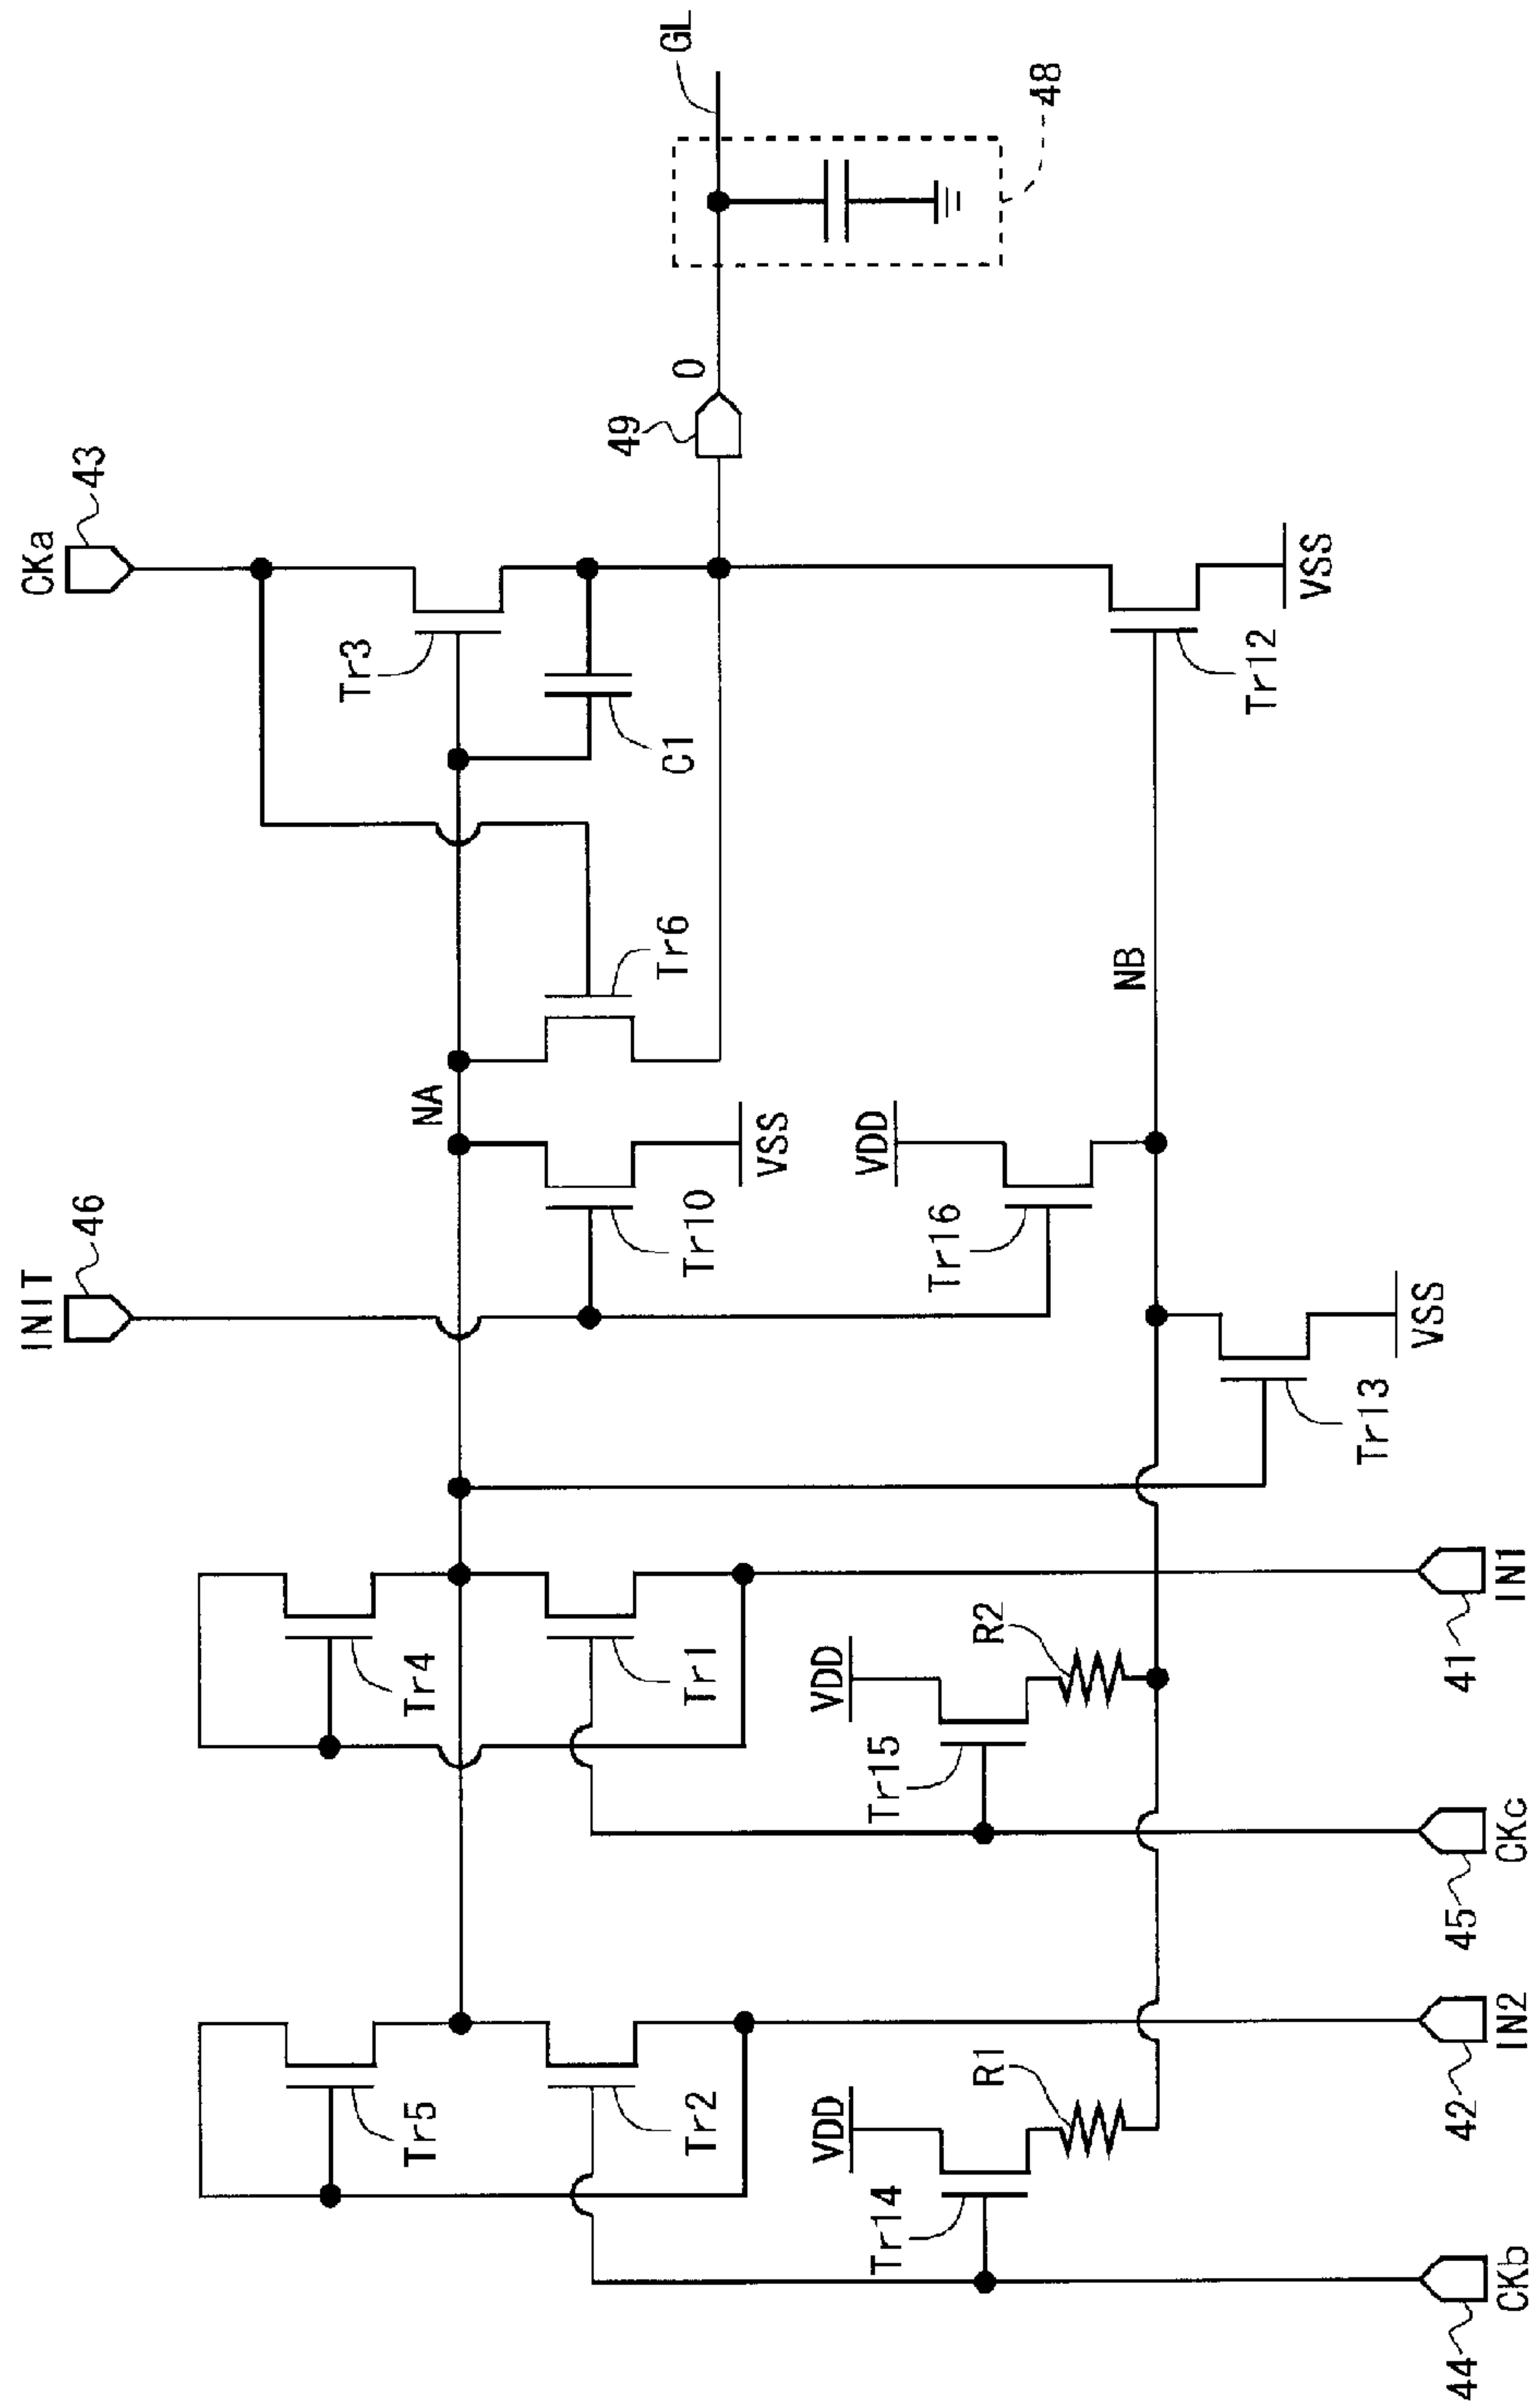 INIT
46
CKa
43
Tr5
Tr4
NA
Tr3
Tr2
Tr1
Tr10
VSS
Tr6
C1
49
O
GL
48
VDD
Tr14
R1
VDD
Tr15
R2
VDD
Tr16
NB
Tr13
VSS
Tr12
VSS
44
CKb
42
IN2
45
CKc
41
IN1